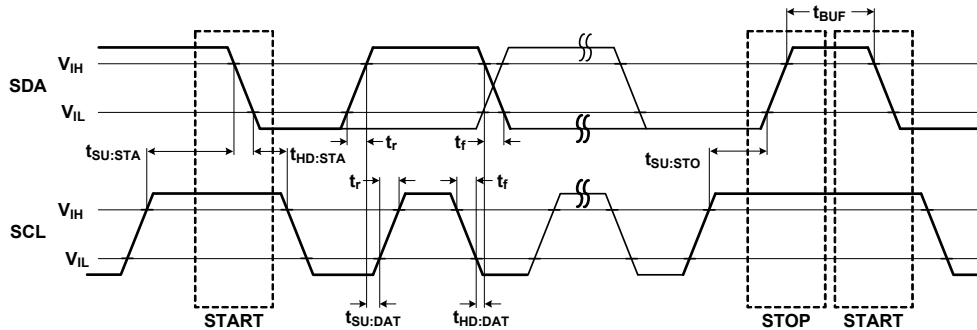 tBUF
VIH
SDA
VIL
tSU:STA
tHD:STA
tr
tf
tSU:STO
tr
tf
VIH
SCL
VIL
tSU:DAT
tHD:DAT
START
STOP
START